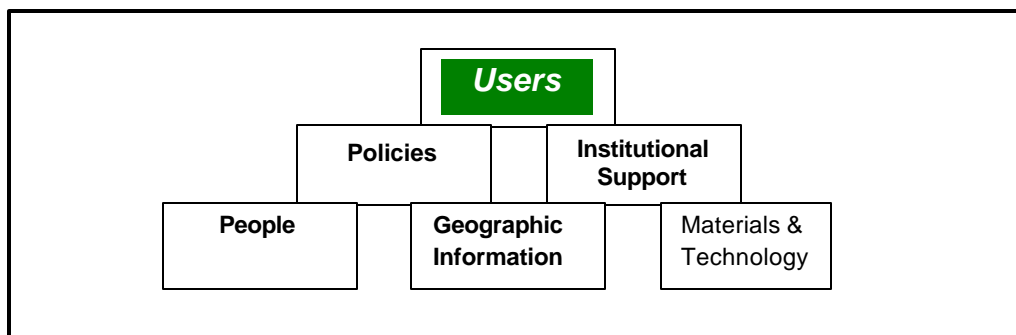 Users
Policies
Institutional
Support
People
Geographic
Information
Materials &
Technology